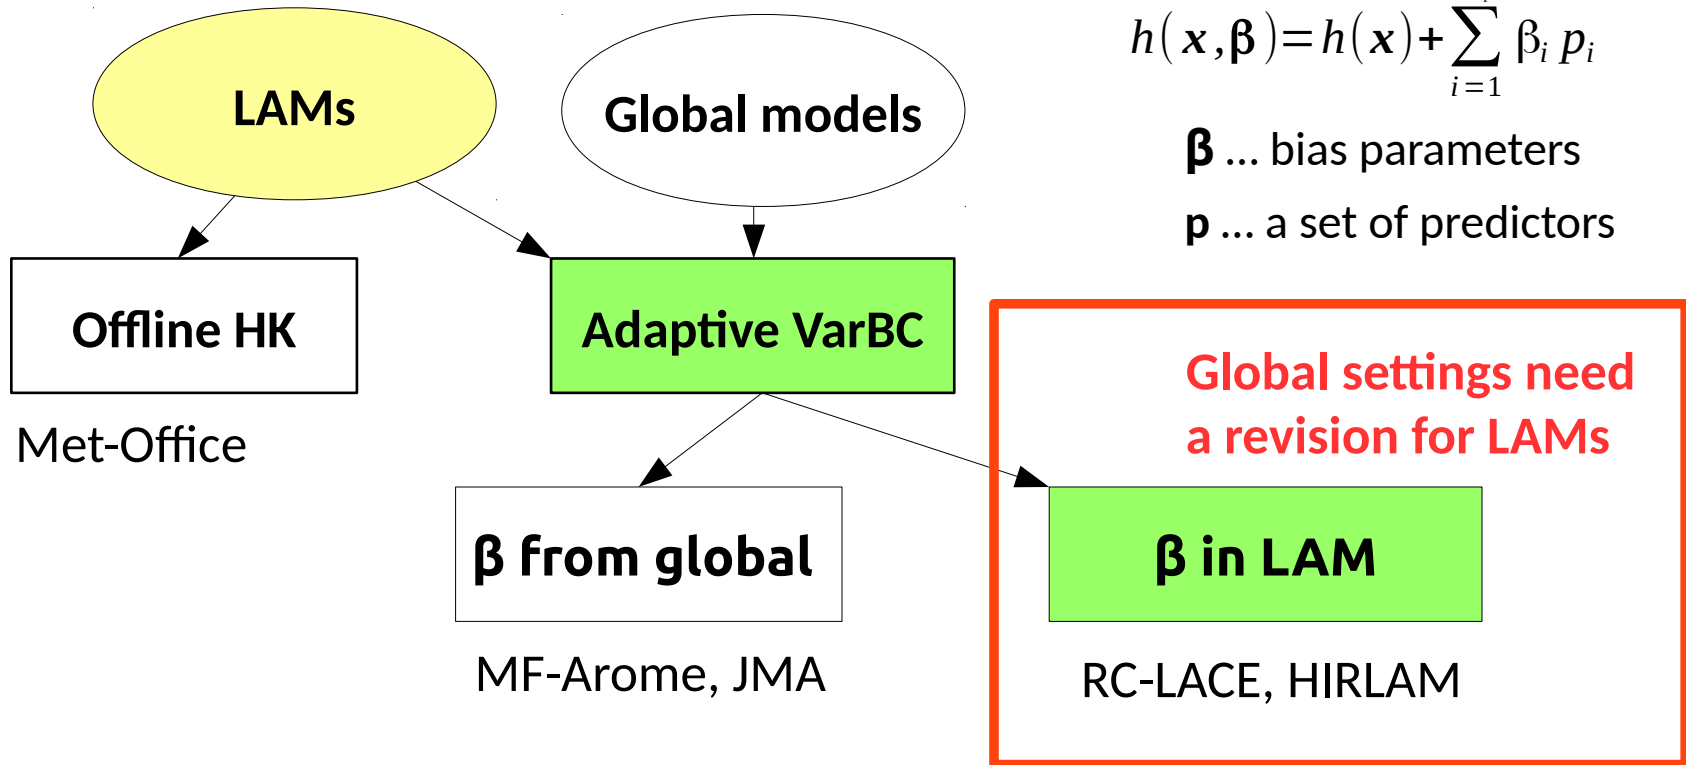 LAMs
Global models
h(x,β)=h(x)+∑ βᵢ pᵢ
i=1
β ... bias parameters
p ... a set of predictors
Offline HK
Adaptive VarBC
Global settings need
a revision for LAMs
Met-Office
β from global
β in LAM
MF-Arome, JMA
RC-LACE, HIRLAM